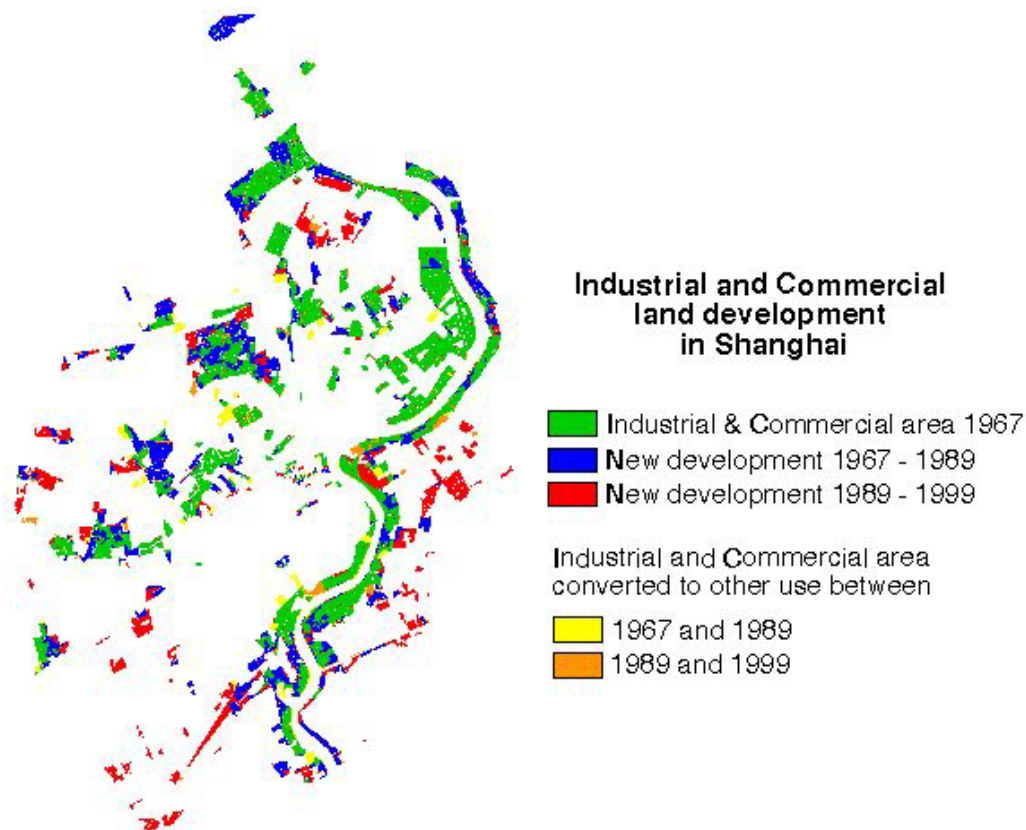 Industrial and Commercial
land development
in Shanghai
Industrial & Commercial area 1967
New development 1967 - 1989
New development 1989 - 1999
Industrial and Commercial area
converted to other use between
1967 and 1989
1989 and 1999